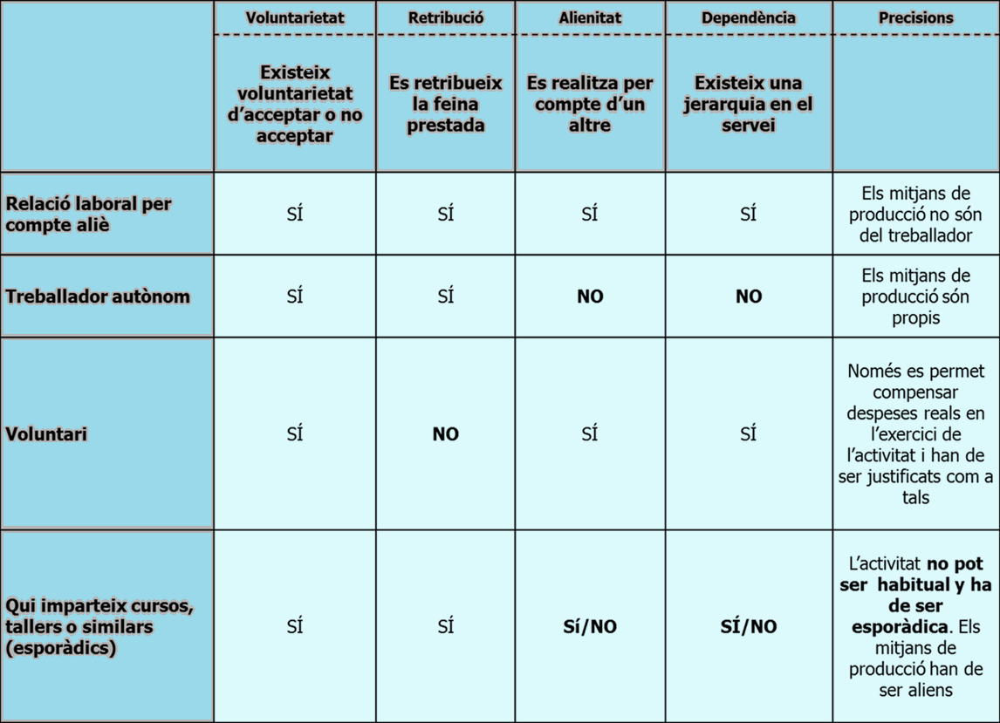 Voluntarietat
Retribució
Alienitat
Dependència
Precisions
Existeix
voluntarietat
d’acceptar o no
acceptar
Es retribueix
la feina
prestada
Es realitza per
compte d’un
altre
Existeix una
jerarquia en el
servei
Relació laboral per
compte aliè
SÍ
SÍ
SÍ
SÍ
Els mitjans de
producció no són
del treballador
Treballador autònom
SÍ
SÍ
NO
NO
Els mitjans de
producció són
propis
Voluntari
SÍ
NO
SÍ
SÍ
Només es permet
compensar
despeses reals en
l’exercici de
l’activitat i han de
ser justificats com a
tals
Qui imparteix cursos,
tallers o similars
(esporàdics)
SÍ
SÍ
Sí/NO
SÍ/NO
L’activitat no pot
ser habitual y ha
de ser
esporàdica. Els
mitjans de
producció han de
ser aliens